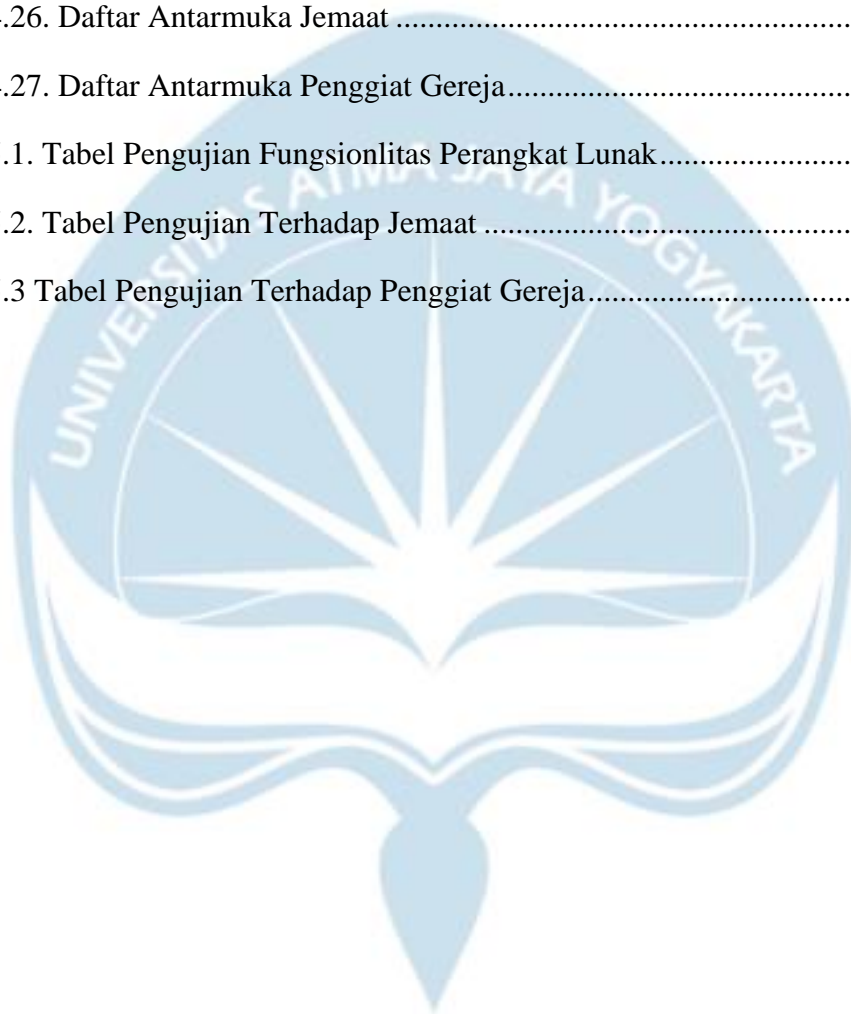 .26. Daftar Antarmuka Jemaat ........................................................
.27. Daftar Antarmuka Penggiat Gereja..........................................
.1. Tabel Pengujian Fungsionlitas Perangkat Lunak.......................
.2. Tabel Pengujian Terhadap Jemaat .............................................
.3 Tabel Pengujian Terhadap Penggiat Gereja................................
UNIVERSITAS ATMA JAYA YOGYAKARTA